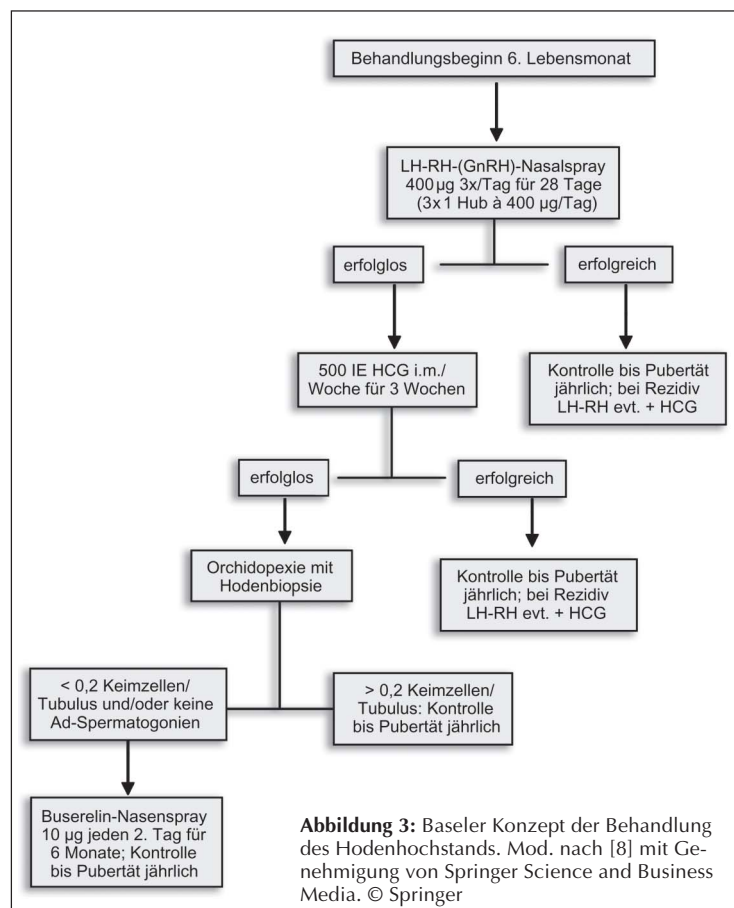 Behandlungsbeginn 6. Lebensmonat
LH-RH-(GnRH)-Nasalspray
400 µg 3x/Tag für 28 Tage
(3x1 Hub à 400 µg/Tag)
erfolglos
erfolgreich
500 IE HCG i.m./
Woche für 3 Wochen
Kontrolle bis Pubertät
jährlich; bei Rezidiv
LH-RH evt. + HCG
erfolglos
erfolgreich
Orchidopexie mit
Hodenbiopsie
Kontrolle bis Pubertät
jährlich; bei Rezidiv
LH-RH evt. + HCG
< 0,2 Keimzellen/
Tubulus und/oder keine
Ad-Spermatogonien
> 0,2 Keimzellen/
Tubulus: Kontrolle
bis Pubertät jährlich
Buserelin-Nasenspray
10 µg jeden 2. Tag für
6 Monate; Kontrolle
bis Pubertät jährlich
Abbildung 3: Baseler Konzept der Behandlung
des Hodenhochstands. Mod. nach [8] mit Ge-
nehmigung von Springer Science and Business
Media. © Springer